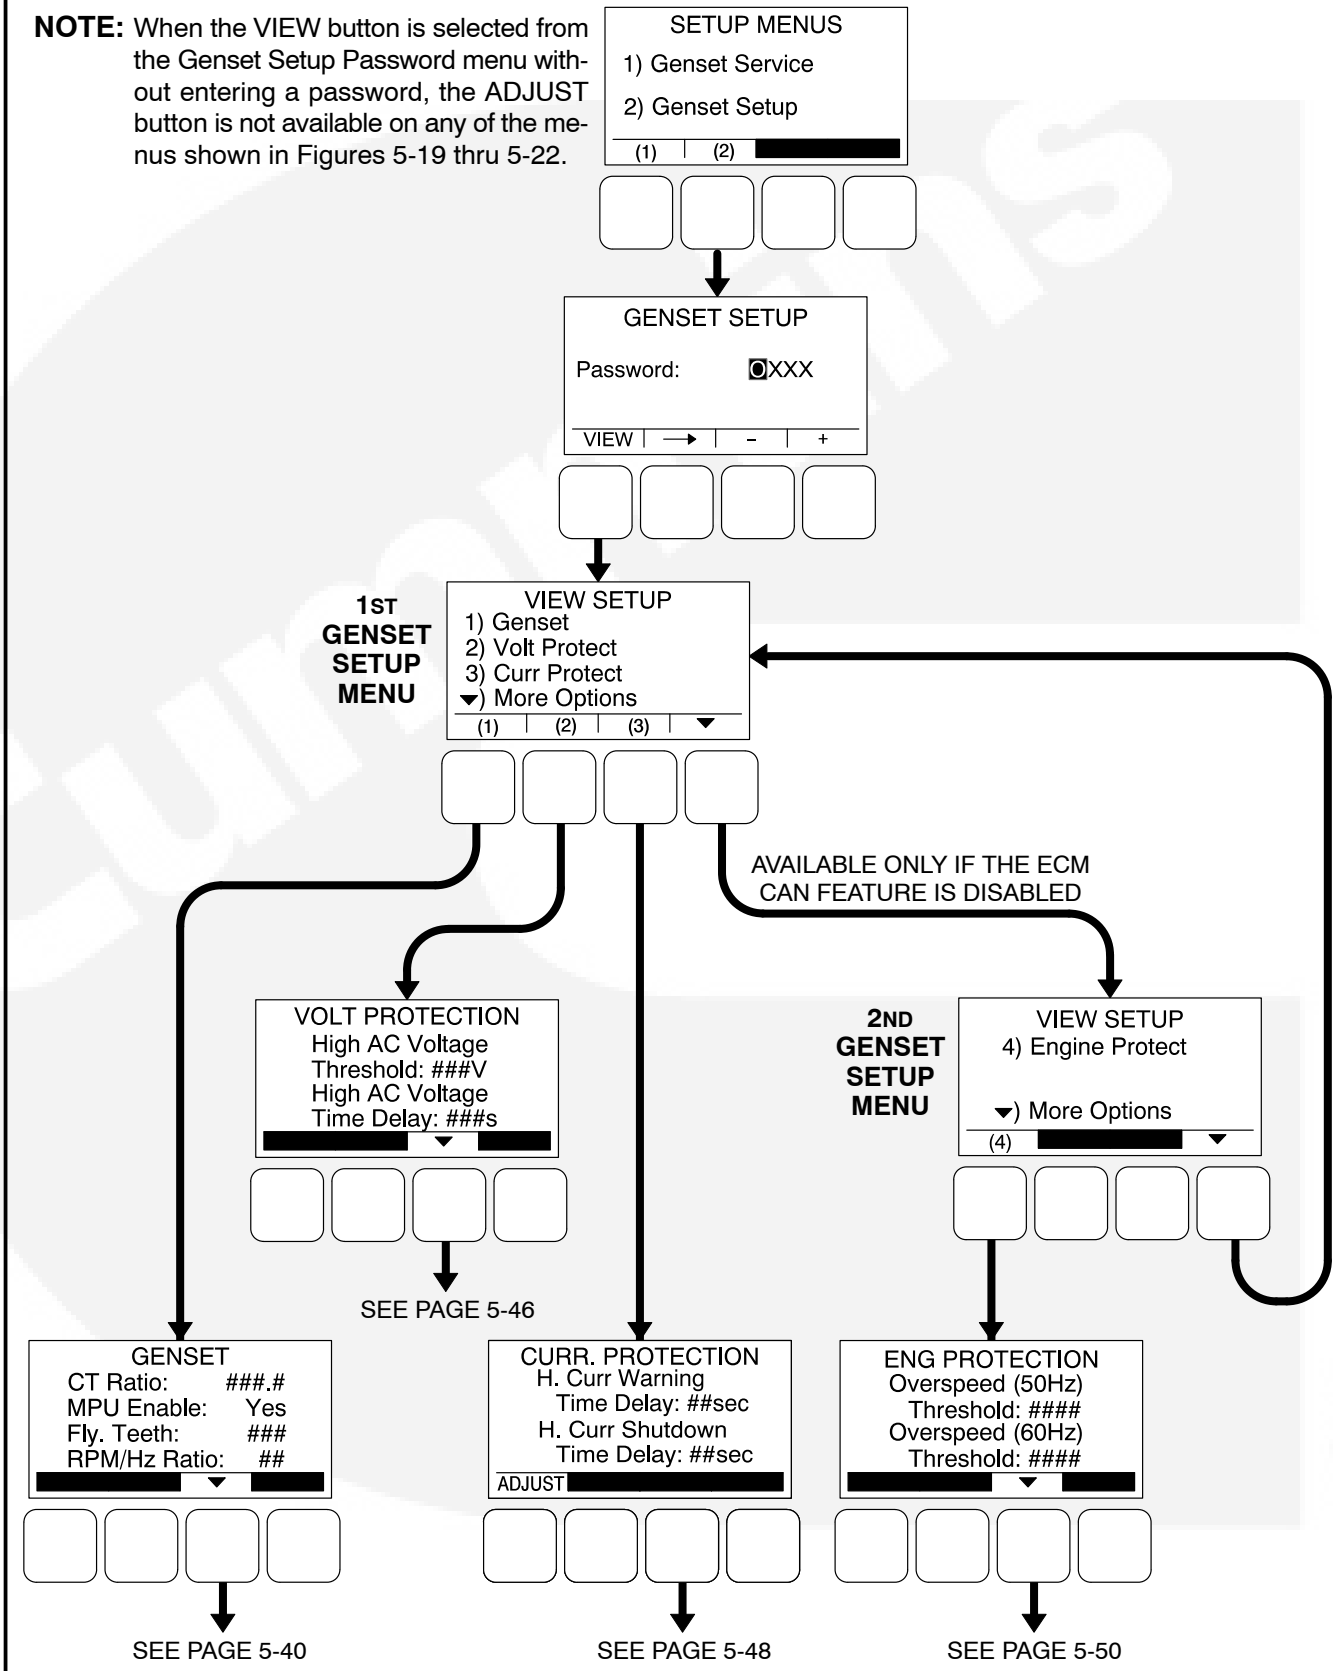 NOTE: When the VIEW button is selected from
the Genset Setup Password menu with-
out entering a password, the ADJUST
button is not available on any of the me-
nus shown in Figures 5-19 thru 5-22.
SETUP MENUS
1) Genset Service
2) Genset Setup
(1) (2)
GENSET SETUP
Password: 0XXX
VIEW → - +
1ST
GENSET
SETUP
MENU
VIEW SETUP
1) Genset
2) Volt Protect
3) Curr Protect
▼) More Options
(1) (2) (3) ▼
AVAILABLE ONLY IF THE ECM
CAN FEATURE IS DISABLED
VOLT PROTECTION
High AC Voltage
Threshold: ###V
High AC Voltage
Time Delay: ###s
▼
SEE PAGE 5-46
2ND
GENSET
SETUP
MENU
VIEW SETUP
4) Engine Protect
▼) More Options
(4) ▼
GENSET
CT Ratio: ###.#
MPU Enable: Yes
Fly. Teeth: ###
RPM/Hz Ratio: ##
▼
SEE PAGE 5-40
CURR. PROTECTION
H. Curr Warning
Time Delay: ##sec
H. Curr Shutdown
Time Delay: ##sec
ADJUST
SEE PAGE 5-48
ENG PROTECTION
Overspeed (50Hz)
Threshold: ####
Overspeed (60Hz)
Threshold: ####
▼
SEE PAGE 5-50
Cummins